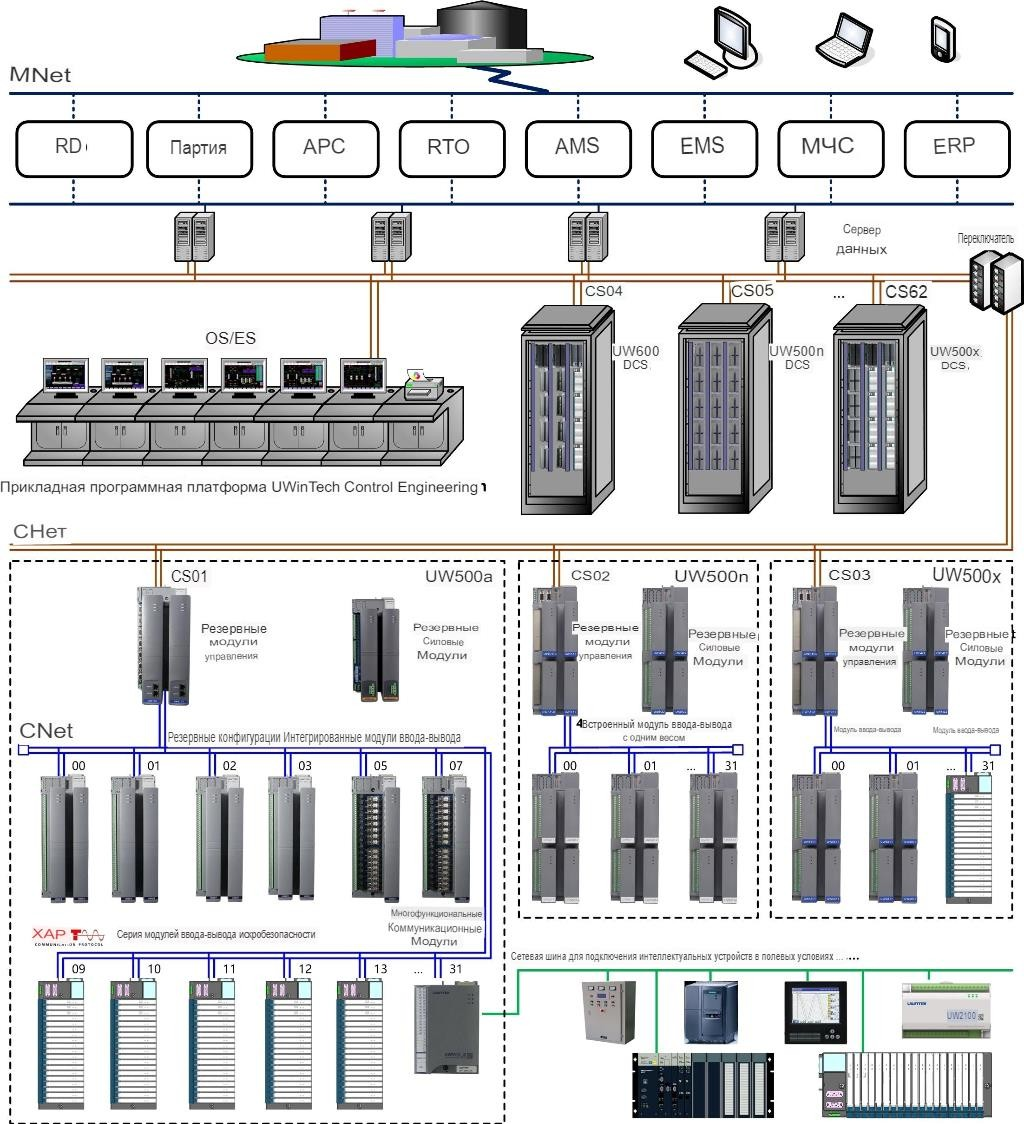 MNet
RD
Партия
APC
RTO
AMS
EMS
МЧС
ERP
Сервер
данных
Переключатель
CS04
CS05
...
CS62
OS/ES
UW600
DCS
UW500n
DCS
UW500x
DCS
Прикладная программная платформа UWinTech Control Engineering
СНет
CS01
UW500a
CS02
UW500n
CS03
UW500x
Резервные
модули
управления
Резервные
Силовые
Модули
Резервные
модули
управления
Резервные
Силовые
Модули
Резервные
модули
управления
Резервные
Силовые
Модули
CNet
Резервные конфигурации Интегрированные модули ввода-вывода
4Встроенный модуль ввода-вывода
с одним весом
Модуль ввода-вывода
Модуль ввода-вывода
00
01
02
03
05
07
00
01
...
31
00
01
...
31
Многофункциональные
Коммуникационные
Модули
ХАР Т
COMMUNICATION PROTOCOL
Серия модулей ввода-вывода искробезопасности
Сетевая шина для подключения интеллектуальных устройств в полевых условиях ... ...
09
10
11
12
13
...
31
UWNTEK
UW2100